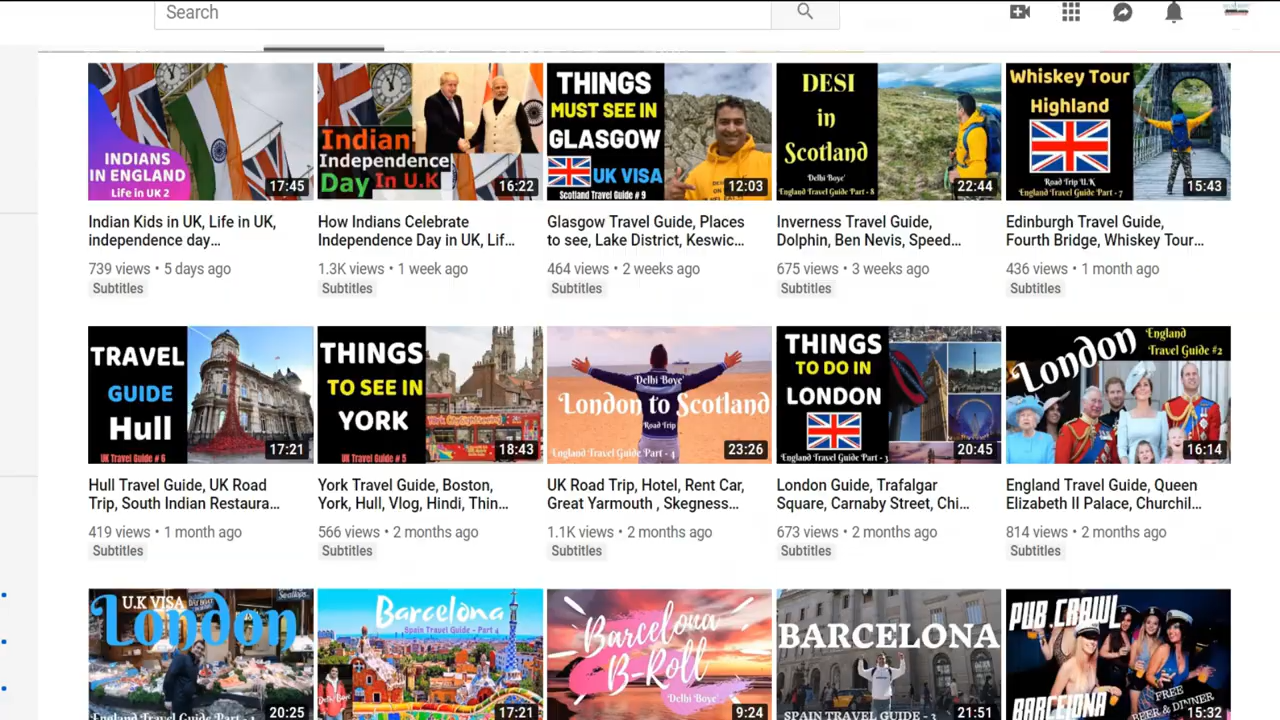 Search
INDIANS
IN ENGLAND
Life in UK 2
17:45
Indian
Independence
Day In U.K
16:22
THINGS
MUST SEE IN
GLASGOW
UK VISA
Scotland Travel Guide # 9
12:03
DESI
in
Scotland
'Delhi Boye'
England Travel Guide Part - 8
22:44
Whiskey Tour
Highland
Road Trip U.K
England Travel Guide Part - 7
15:43
Indian Kids in UK, Life in UK,
independence day…
739 views • 5 days ago
Subtitles
How Indians Celebrate
Independence Day in UK, Lif…
1.3K views • 1 week ago
Subtitles
Glasgow Travel Guide, Places
to see, Lake District, Keswic…
464 views • 2 weeks ago
Subtitles
Inverness Travel Guide,
Dolphin, Ben Nevis, Speed…
675 views • 3 weeks ago
Subtitles
Edinburgh Travel Guide,
Fourth Bridge, Whiskey Tour…
436 views • 1 month ago
Subtitles
TRAVEL
GUIDE
Hull
UK Travel Guide # 6
17:21
THINGS
TO SEE IN
YORK
UK Travel Guide # 5
18:43
'Delhi Boye'
London to Scotland
Road Trip
England Travel Guide Part - 4
23:26
THINGS
TO DO IN
LONDON
England Travel Guide Part - 3
20:45
London
England
Travel Guide #2
16:14
Hull Travel Guide, UK Road
Trip, South Indian Restaura…
419 views • 1 month ago
Subtitles
York Travel Guide, Boston,
York, Hull, Vlog, Hindi, Thin…
566 views • 2 months ago
Subtitles
UK Road Trip, Hotel, Rent Car,
Great Yarmouth , Skegness…
1.1K views • 2 months ago
Subtitles
London Guide, Trafalgar
Square, Carnaby Street, Chi…
673 views • 2 months ago
Subtitles
England Travel Guide, Queen
Elizabeth II Palace, Churchil…
814 views • 2 months ago
Subtitles
U.K VISA
London
England Travel Guide Part -
20:25
Barcelona
Spain Travel Guide - Part 4
17:21
Barcelona
B-Roll
'Delhi Boye'
9:24
BARCELONA
SPAIN TRAVEL GUIDE - 3
21:51
PUB CRAWL
BARCELONA
FREE
BEER & DINNER
15:32